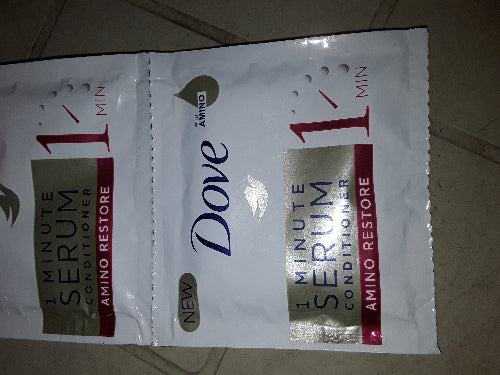 NEW
Dove
AMINO
1 MIN
1 MINUTE
SERUM
CONDITIONER
AMINO RESTORE
1 MIN
1 MINUTE
SERUM
CONDITIONER
AMINO RESTORE